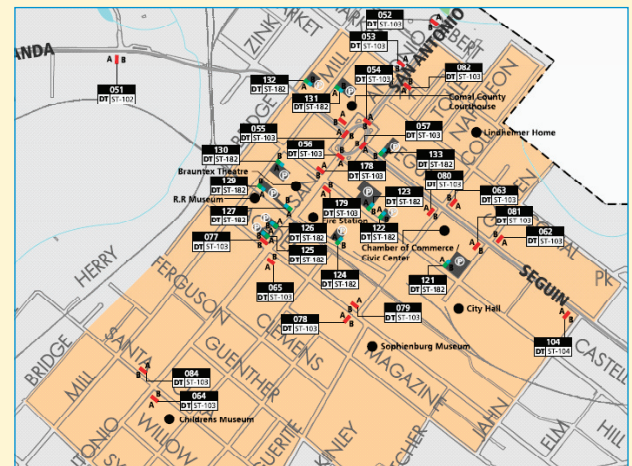 052
DT ST-103
053
DT ST-103
MARKET
ZINK
MILL
SAN ANTONIO
ANDA
A B
051
DT ST-102
132
DT ST-182
131
DT ST-182
054
DT ST-103
082
DT ST-103
Comal County
Courthouse
BRIDGE
055
DT ST-103
056
DT ST-103
057
DT ST-103
Lindheimer Home
130
DT ST-182
Brauntex Theatre
129
DT ST-182
R.R Museum
178
DT ST-103
133
DT ST-182
080
DT ST-103
063
DT ST-103
127
DT ST-182
077
DT ST-103
179
DT ST-103
123
DT ST-182
126
DT ST-182
125
DT ST-182
122
DT ST-182
081
DT ST-103
062
DT ST-103
Chamber of Commerce /
Civic Center
HERRY
FERGUSON
065
DT ST-103
124
DT ST-182
121
DT ST-182
SEGUIN
PK
City Hall
078
DT ST-103
079
DT ST-103
104
DT ST-104
CLEMENS
Sophienburg Museum
MAGAZINE
CASTELL
BRIDGE
SANTA
GUENTHER
MILL
084
DT ST-103
064
DT ST-103
Childrens Museum
WILLOW
JAHN
ELM
HILL